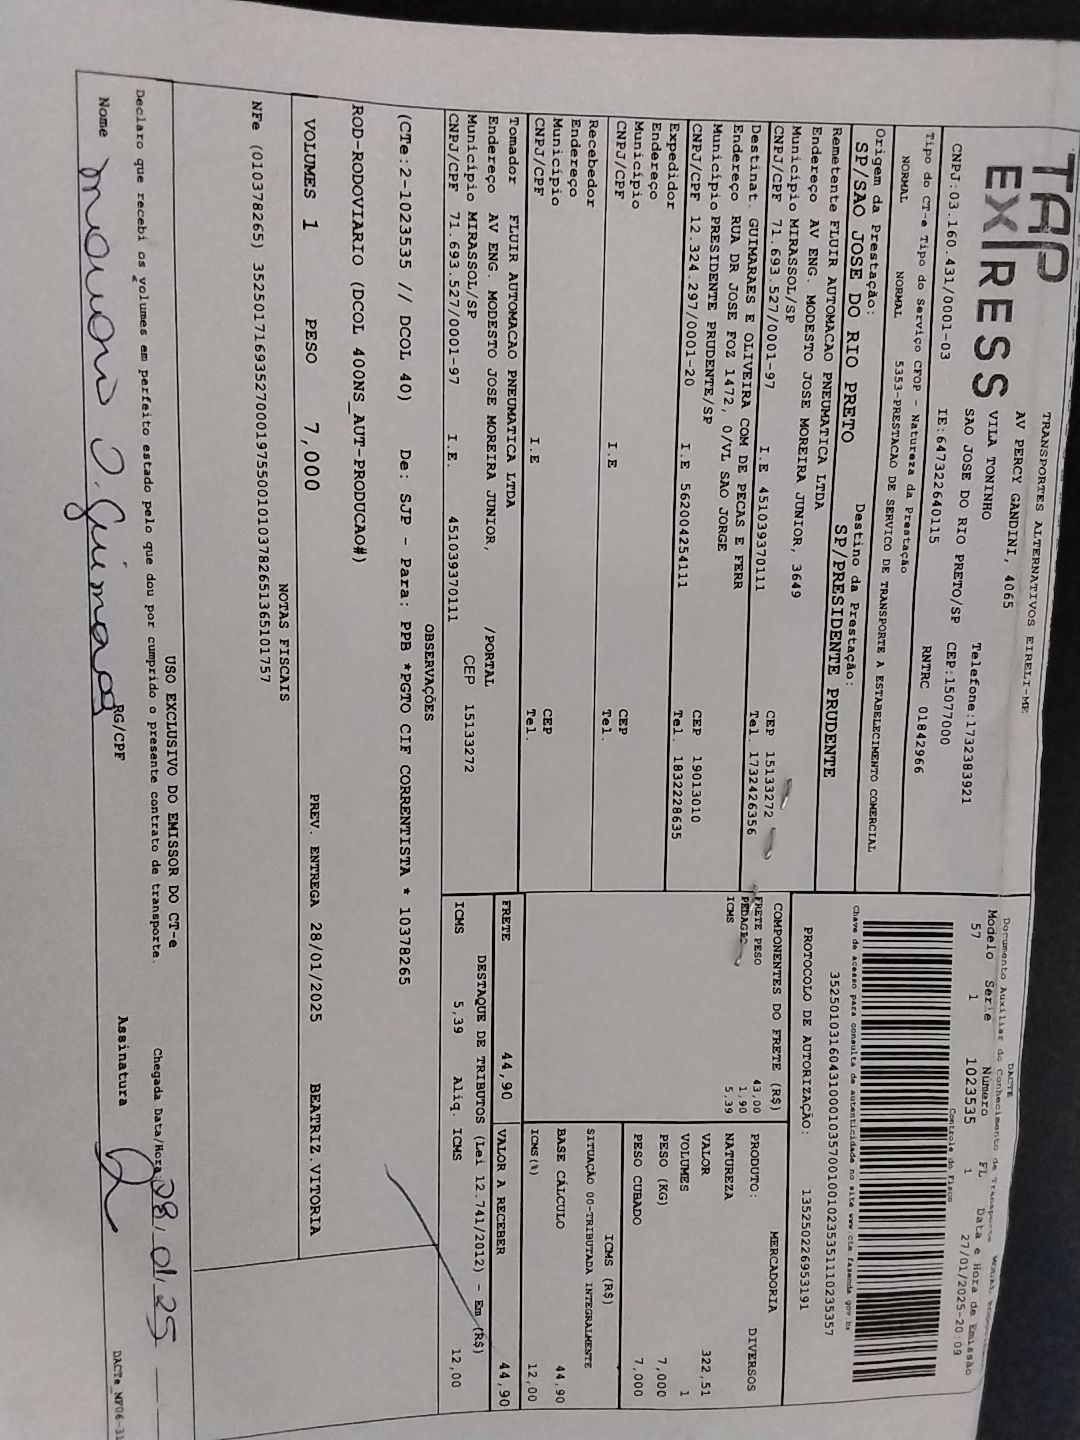 TAP
EXPRESS
TRANSPORTES ALTERNATIVOS EIRELI-ME
AV PERCY GANDINI, 4065
VILA TONINHO
SAO JOSE DO RIO PRETO/SP
Telefone:1732383921
CEP:15077000
CNPJ:03.160.431/0001-03
IE:647322640115
RNTRC 01842966
Tipo do CT-e Tipo do Serviço CFOP - Natureza da Prestação
NORMAL NORMAL 5353-PRESTACAO DE SERVICO DE TRANSPORTE A ESTABELECIMENTO COMERCIAL
Origem da Prestação: Destino da Prestação:
SP/SAO JOSE DO RIO PRETO SP/PRESIDENTE PRUDENTE
Remetente FLUIR AUTOMACAO PNEUMATICA LTDA
Endereço AV ENG. MODESTO JOSE MOREIRA JUNIOR, 3649
Município MIRASSOL/SP CEP 15133272
CNPJ/CPF 71.693.527/0001-97 I.E 451039370111 Tel. 1732426356
Destinat. GUIMARAES E OLIVEIRA COM DE PECAS E FERR
Endereço RUA DR JOSE FOZ 1472, 0/VL SAO JORGE
Município PRESIDENTE PRUDENTE/SP CEP 19013010
CNPJ/CPF 12.324.297/0001-20 I.E 562004254111 Tel. 1832228635
Expedidor
Endereço
Município CEP
CNPJ/CPF I.E Tel.
Recebedor
Endereço
Município CEP
CNPJ/CPF I.E Tel.
Tomador FLUIR AUTOMACAO PNEUMATICA LTDA
Endereço AV ENG. MODESTO JOSE MOREIRA JUNIOR, /PORTAL
Município MIRASSOL/SP CEP 15133272
CNPJ/CPF 71.693.527/0001-97 I.E. 451039370111
DACTE
Documento Auxiliar do Conhecimento de Transporte
Modelo Serie Número FL Data e Hora de Emissão
57 1 1023535 1 27/01/2025-20:09
Controle do Fisco
Chave de acesso para consulta de autenticidade no site www.cte.fazenda.gov.br
35250103160431000103570010010235351110235357
PROTOCOLO DE AUTORIZAÇÃO: 135250226953191
COMPONENTES DO FRETE (R$)
FRETE PESO 43,00
PEDAGIO 1,90
ICMS 5,39
MERCADORIA
PRODUTO: DIVERSOS
NATUREZA
VALOR 322,51
VOLUMES 1
PESO (KG) 7,000
PESO CUBADO 7,000
ICMS (R$)
SITUAÇÃO 00-TRIBUTADA INTEGRALMENTE
BASE CÁLCULO 44,90
ICMS(%) 12,00
FRETE 44,90 VALOR A RECEBER 44,90
DESTAQUE DE TRIBUTOS (Lei 12.741/2012) - Em (R$)
ICMS 5,39 Aliq. ICMS 12,00
OBSERVAÇÕES
(CTe:2-1023535 // DCOL 40) De: SJP - Para: PPB *PGTO CIF CORRENTISTA * 10378265
ROD-RODOVIARIO (DCOL 400NS_AUT-PRODUCAO#)
VOLUMES 1 PESO 7,000 PREV. ENTREGA 28/01/2025 BEATRIZ.VITORIA
NOTAS FISCAIS
NFe (010378265) 35250171693527000197550010103782651365101757
USO EXCLUSIVO DO EMISSOR DO CT-e
Declaro que recebi os volumes em perfeito estado pelo que dou por cumprido o presente contrato de transporte.
Chegada Data/Hora 28.01.25
Nome RG/CPF Assinatura